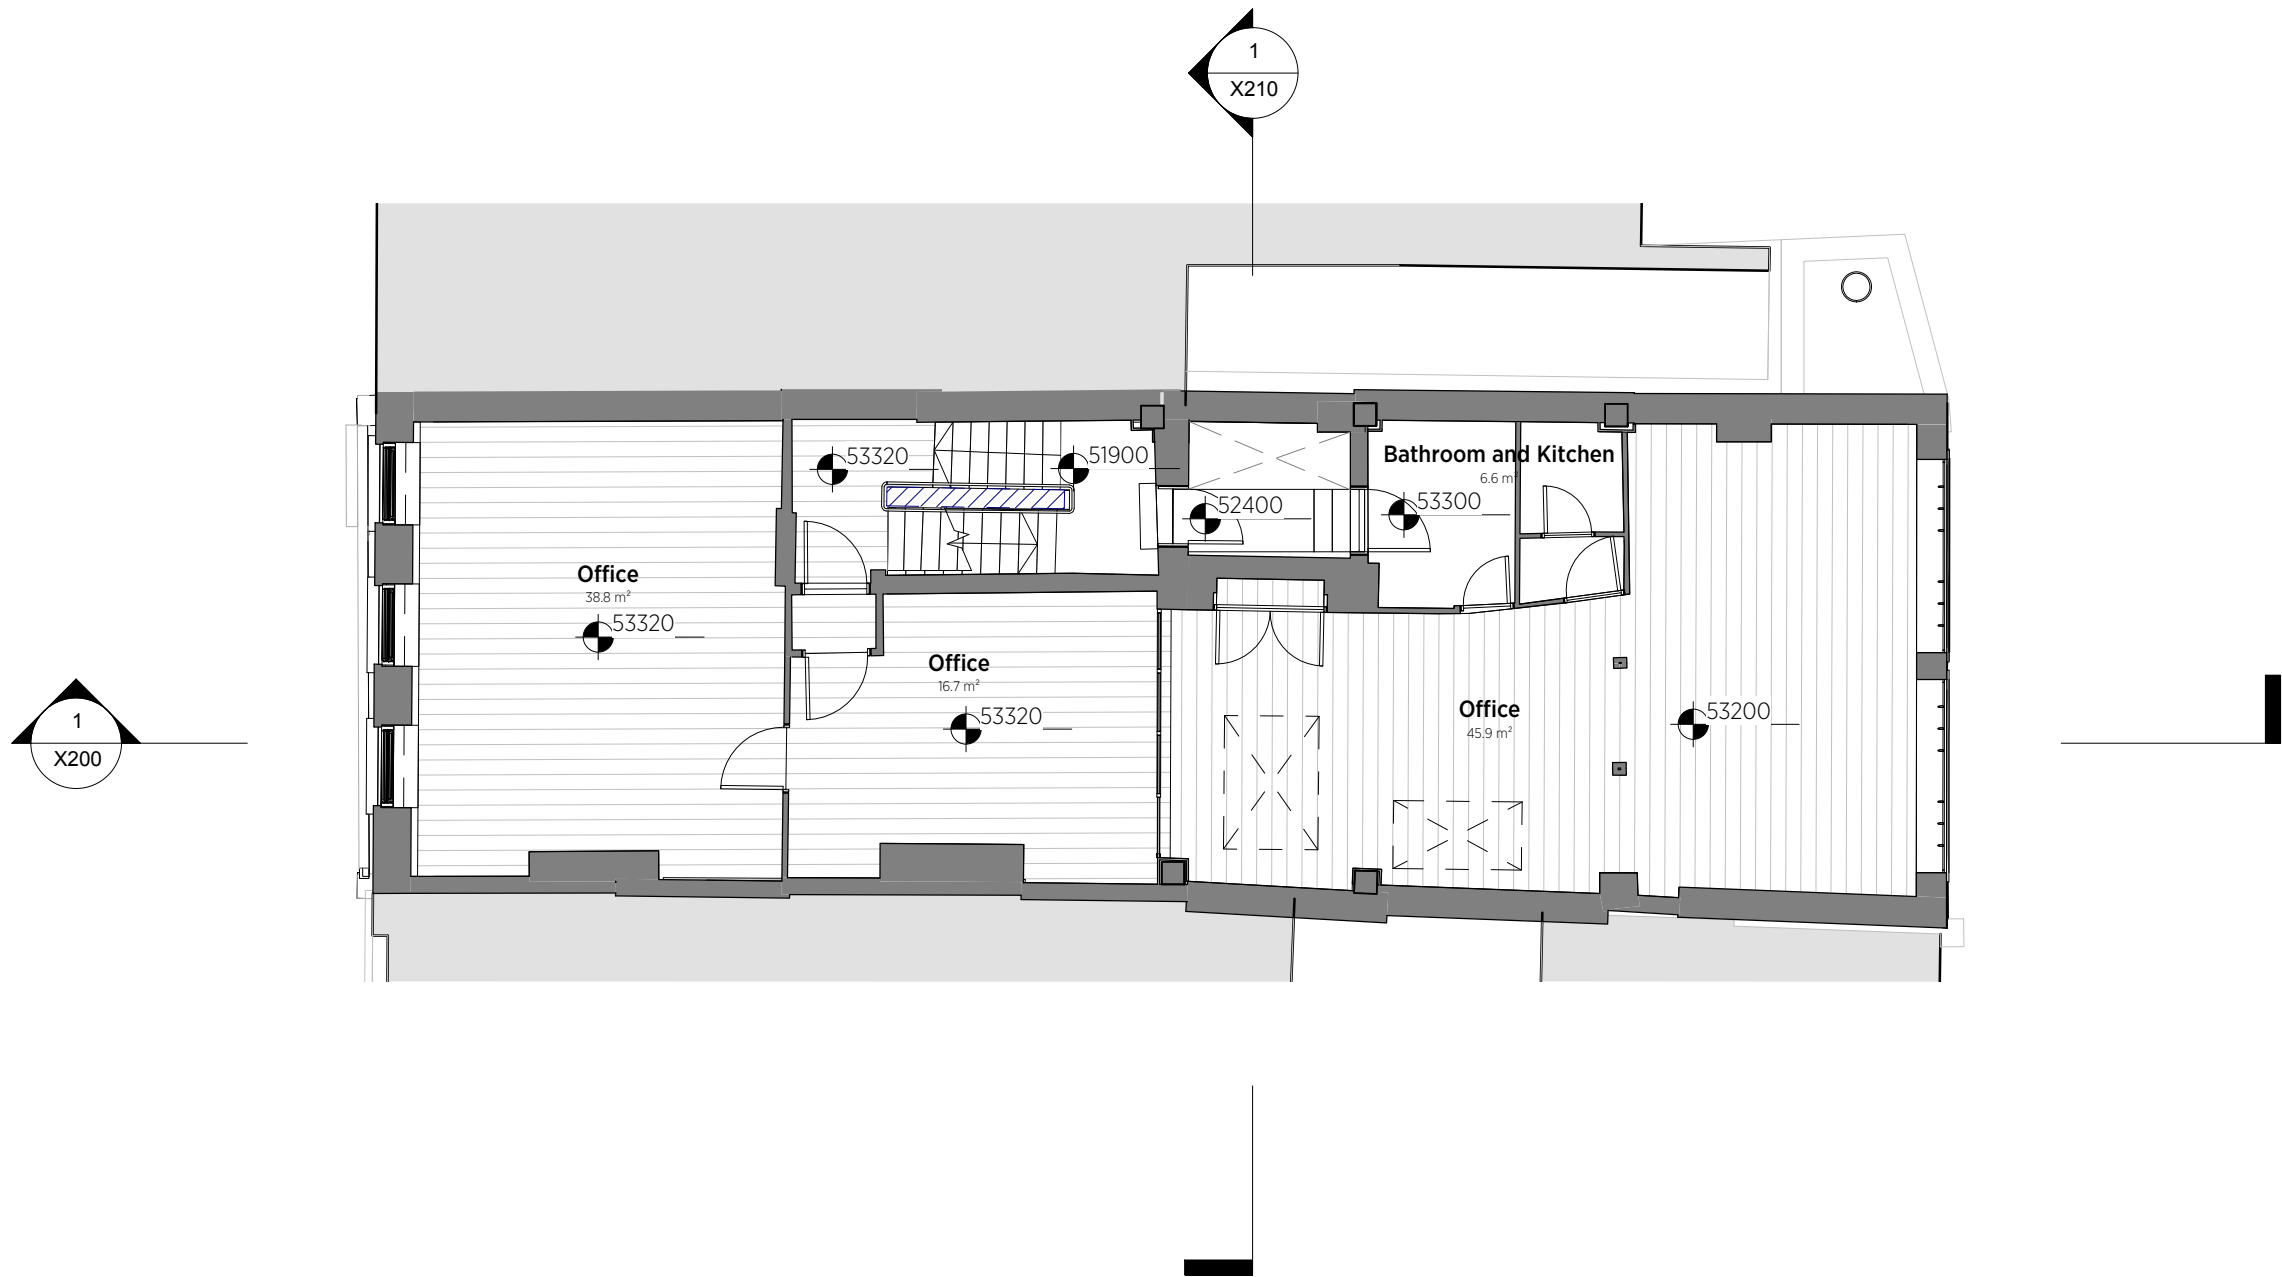 1
X210
53320
51900
Bathroom and Kitchen
6.6 m²
52400
53300
Office
38.8 m²
53320
Office
16.7 m²
53320
Office
45.9 m²
53200
1
X200